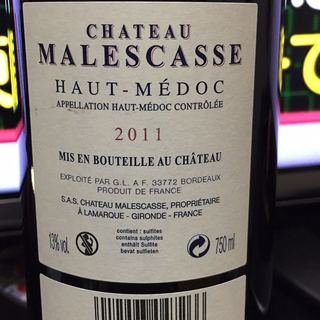 CHATEAU
MALESCASSE
HAUT-MÉDOC
APPELLATION HAUT-MÉDOC CONTRÔLÉE
2011
MIS EN BOUTEILLE AU CHÂTEAU
EXPLOITÉ PAR G.L. A F. 33772 BORDEAUX
PRODUIT DE FRANCE
S.A.S. CHATEAU MALESCASSE, PROPRIÉTAIRE
À LAMARQUE - GIRONDE - FRANCE
13% vol.
contient : sulfites
contains sulphites
enthält Sulfite
bevat sulfieten
750 ml